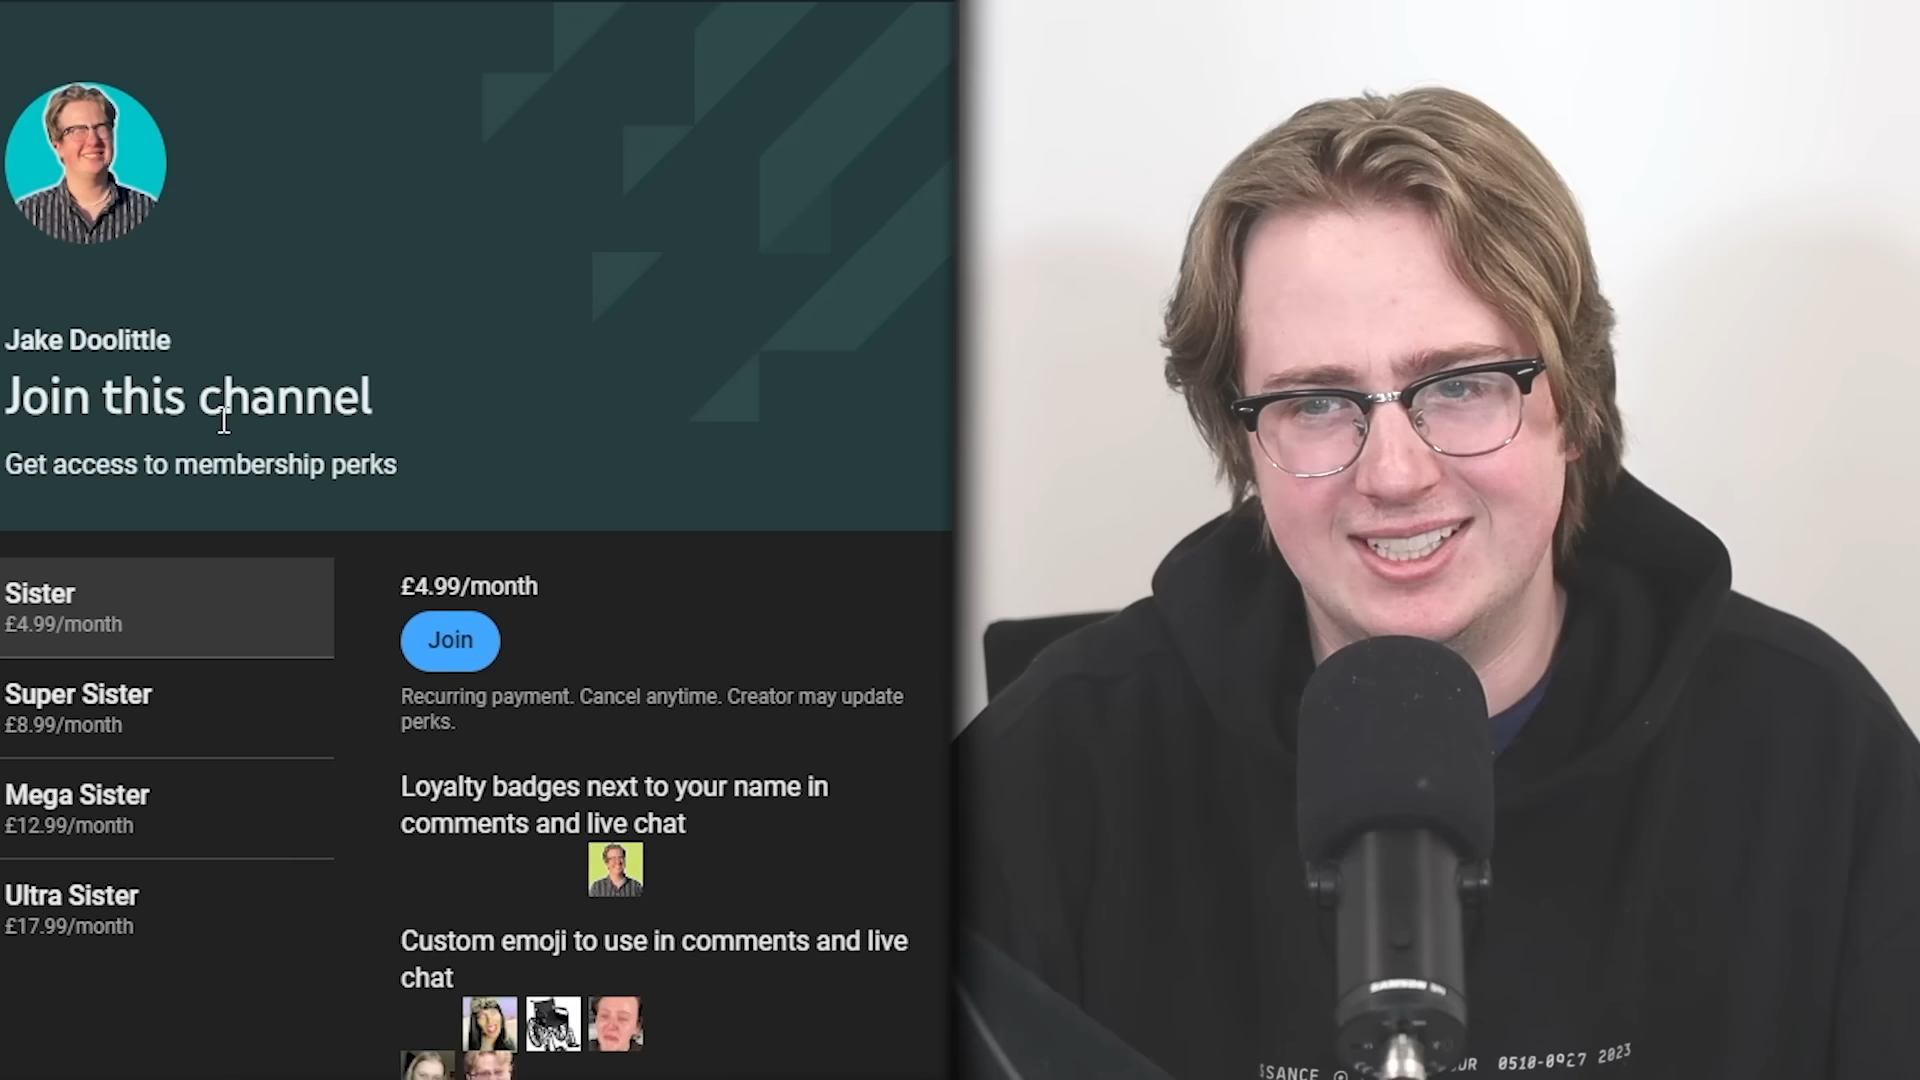 Jake Doolittle
Join this channel
Get access to membership perks
Sister
£4.99/month
Super Sister
£8.99/month
Mega Sister
£12.99/month
Ultra Sister
£17.99/month
£4.99/month
Join
Recurring payment. Cancel anytime. Creator may update
perks.
Loyalty badges next to your name in
comments and live chat
Custom emoji to use in comments and live
chat
0510-0927 2023